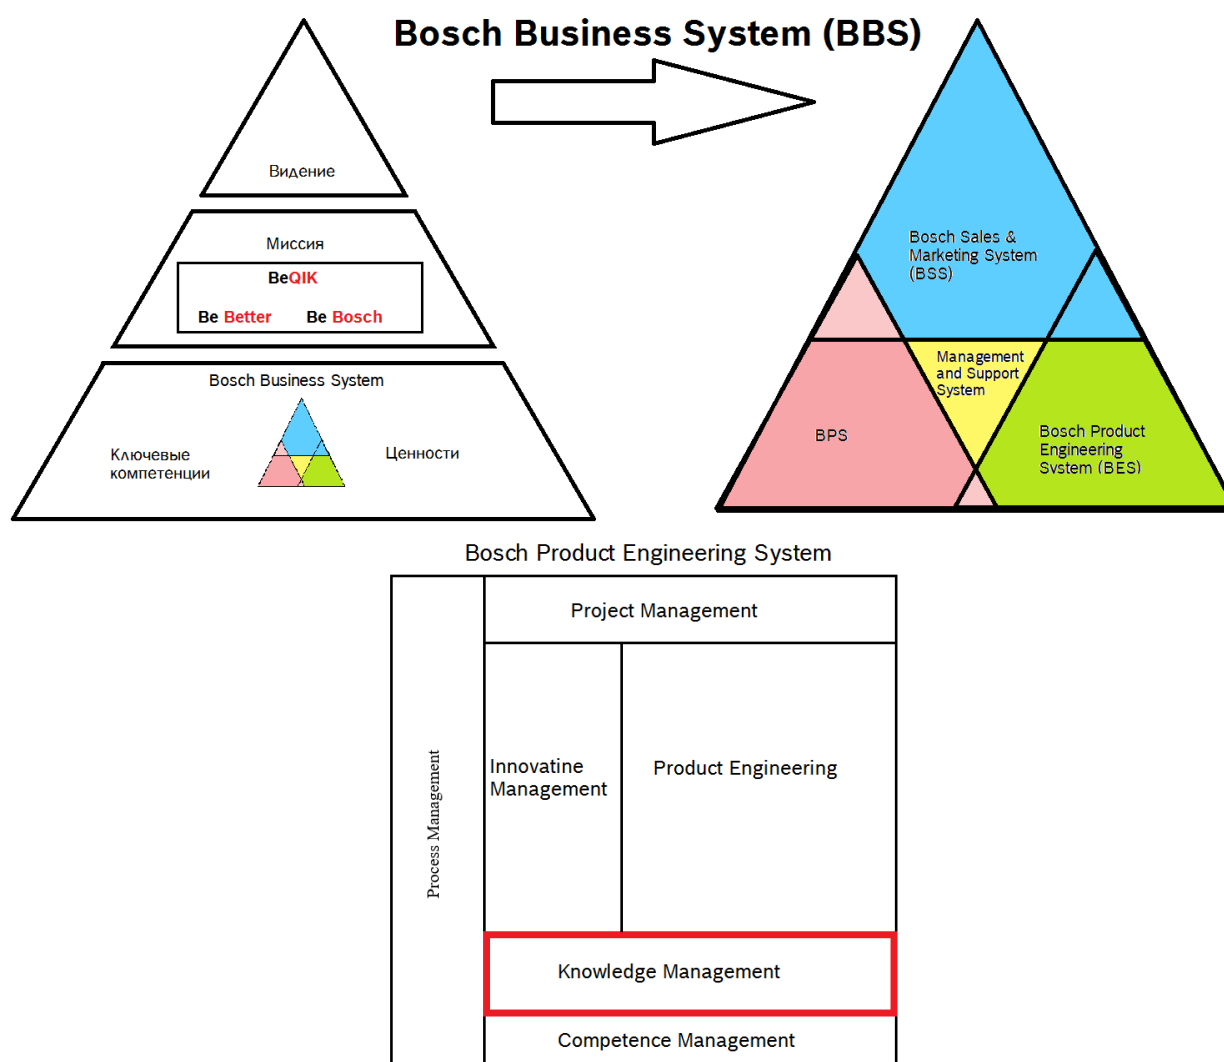 Bosch Business System (BBS)
Видение
Миссия
BeQIK
Be Better Be Bosch
Bosch Business System
Ключевые
компетенции
Ценности
Bosch Sales &
Marketing System
(BSS)
Management
and Support
System
BPS
Bosch Product
Engineering
System (BES)
Bosch Product Engineering System
Process Management
Project Management
Innovatine
Management
Product Engineering
Knowledge Management
Competence Management